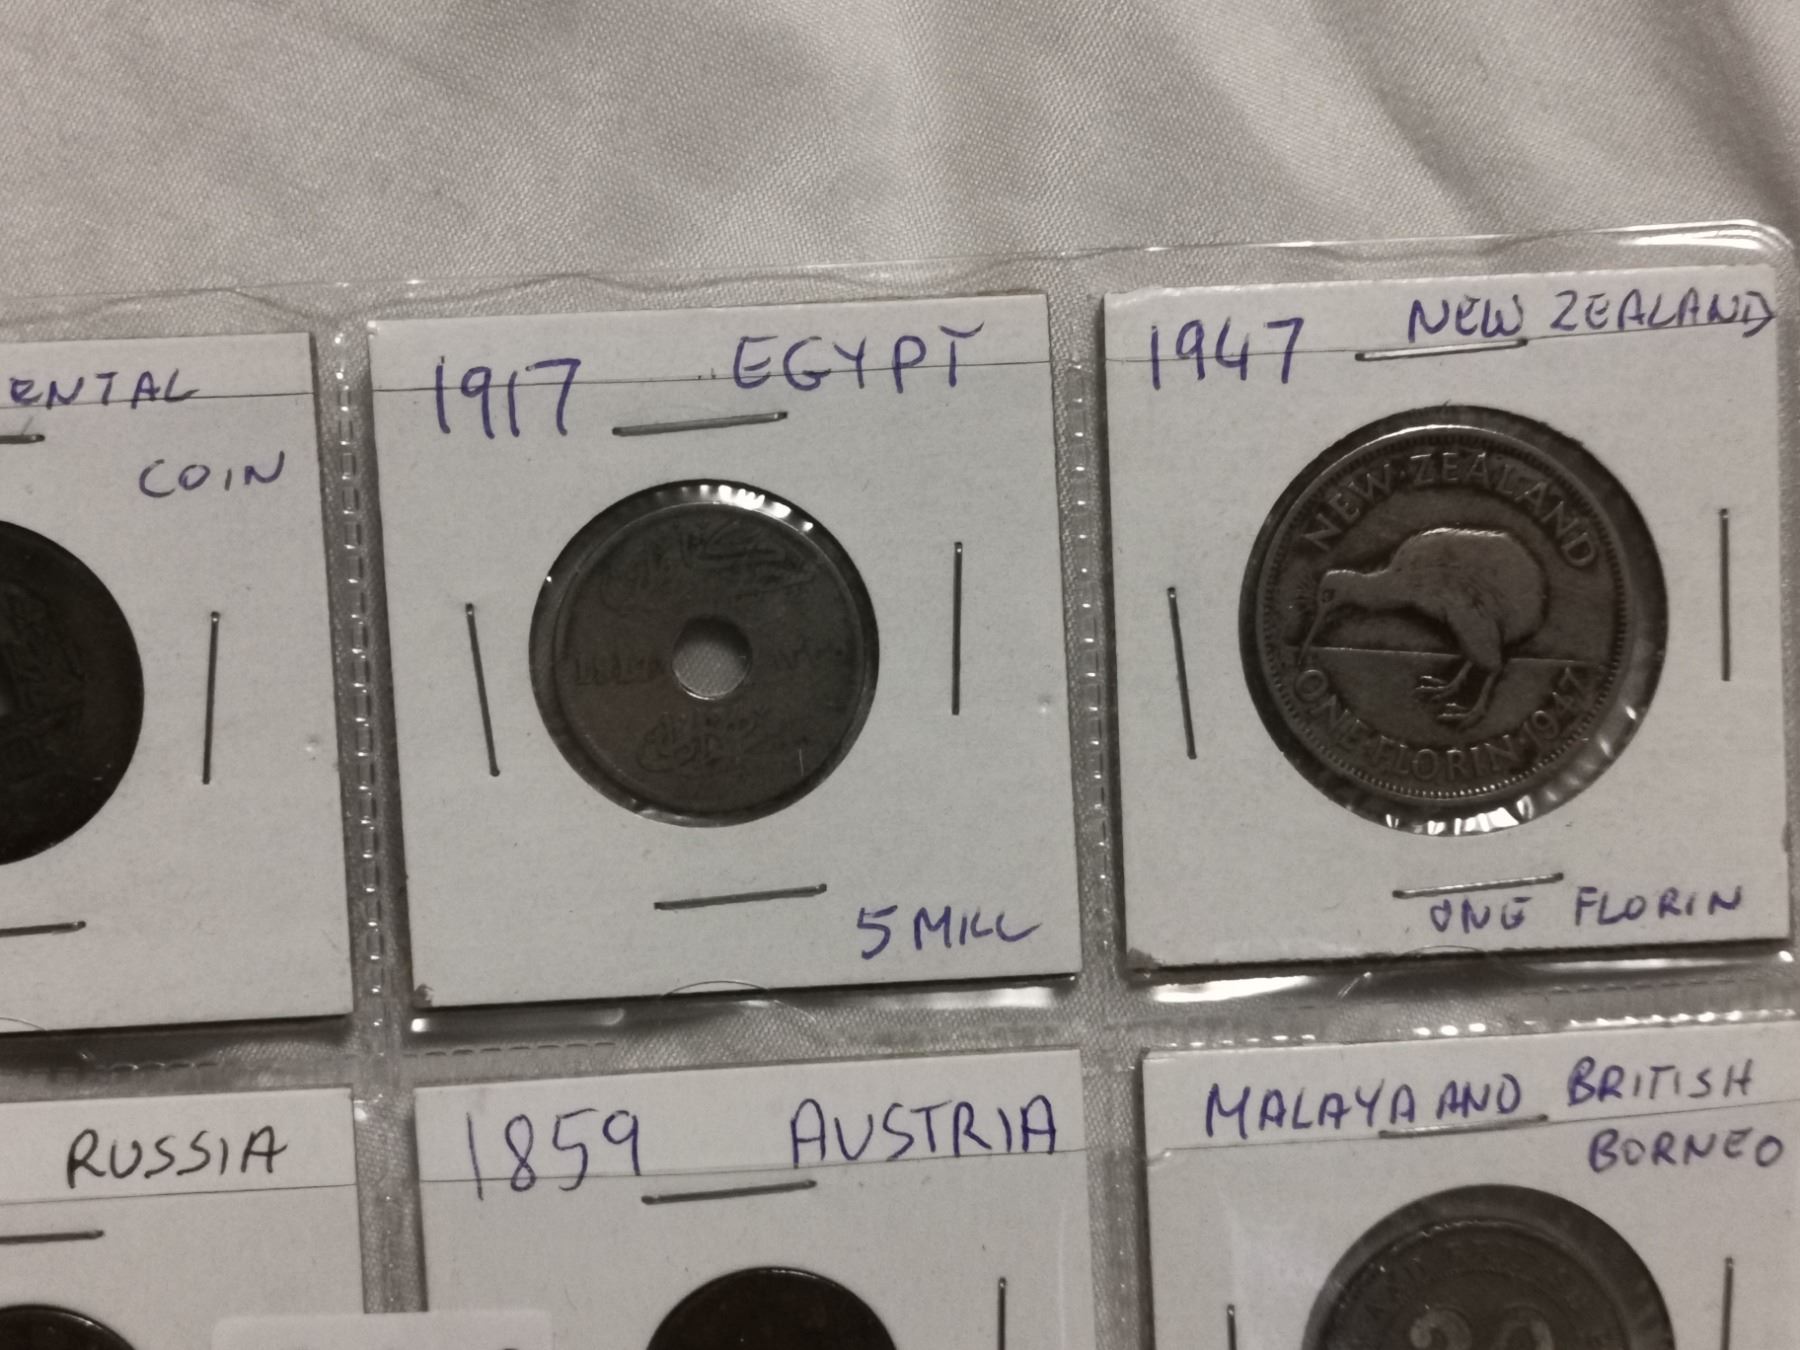 ENTAL
COIN
1917 EGYPT
5 MILL
1947 NEW ZEALAND
NEW·ZEALAND
ONE·FLORIN·1947
ONE FLORIN
RUSSIA
1859 AUSTRIA
MALAYA AND BRITISH
BORNEO
20